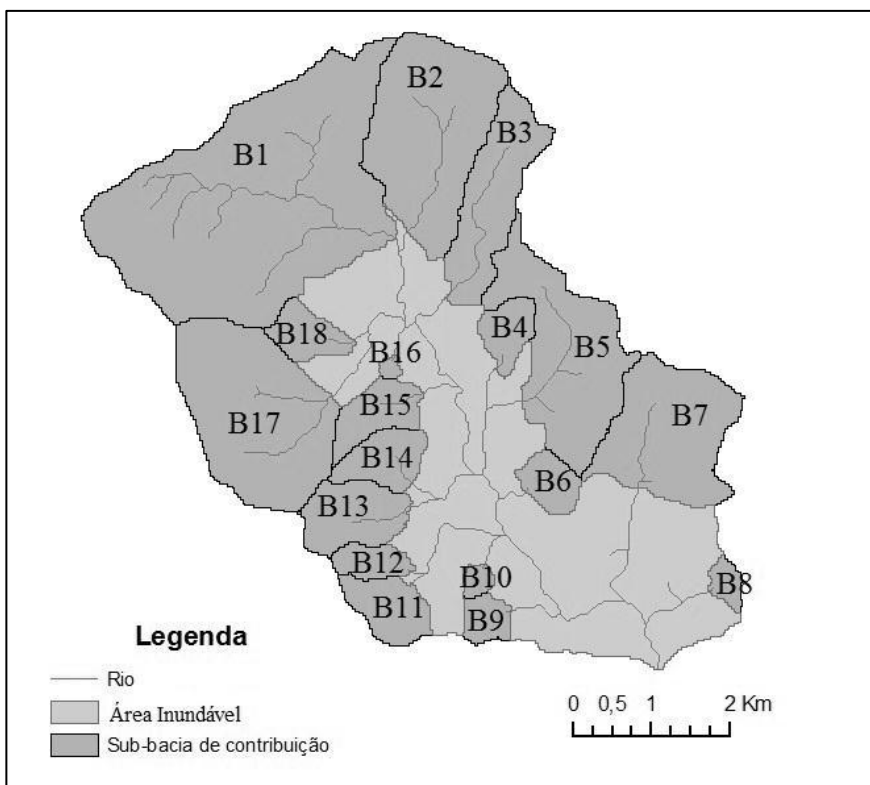 B2
B3
B1
B4
B18
B5
B16
B15
B7
B17
B14
B6
B13
B12
B10
B8
B11
B9
Legenda
Rio
Área Inundável
Sub-bacia de contribuição
0 0,5 1 2 Km